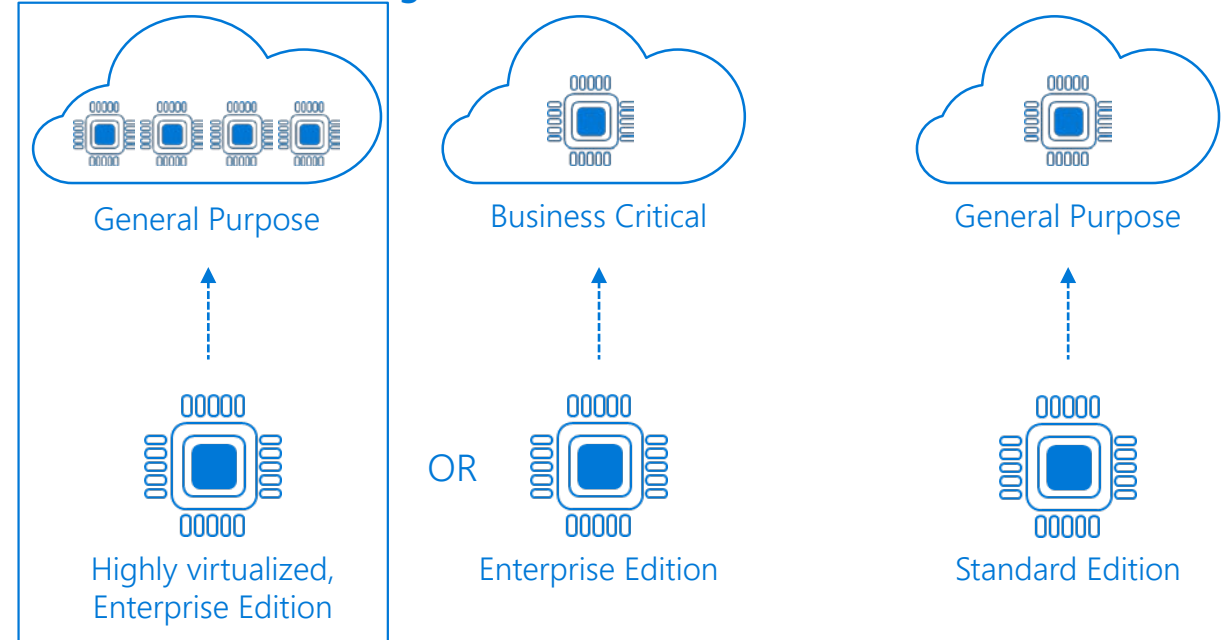 General Purpose
Business Critical
General Purpose
OR
Highly virtualized,
Enterprise Edition
Enterprise Edition
Standard Edition